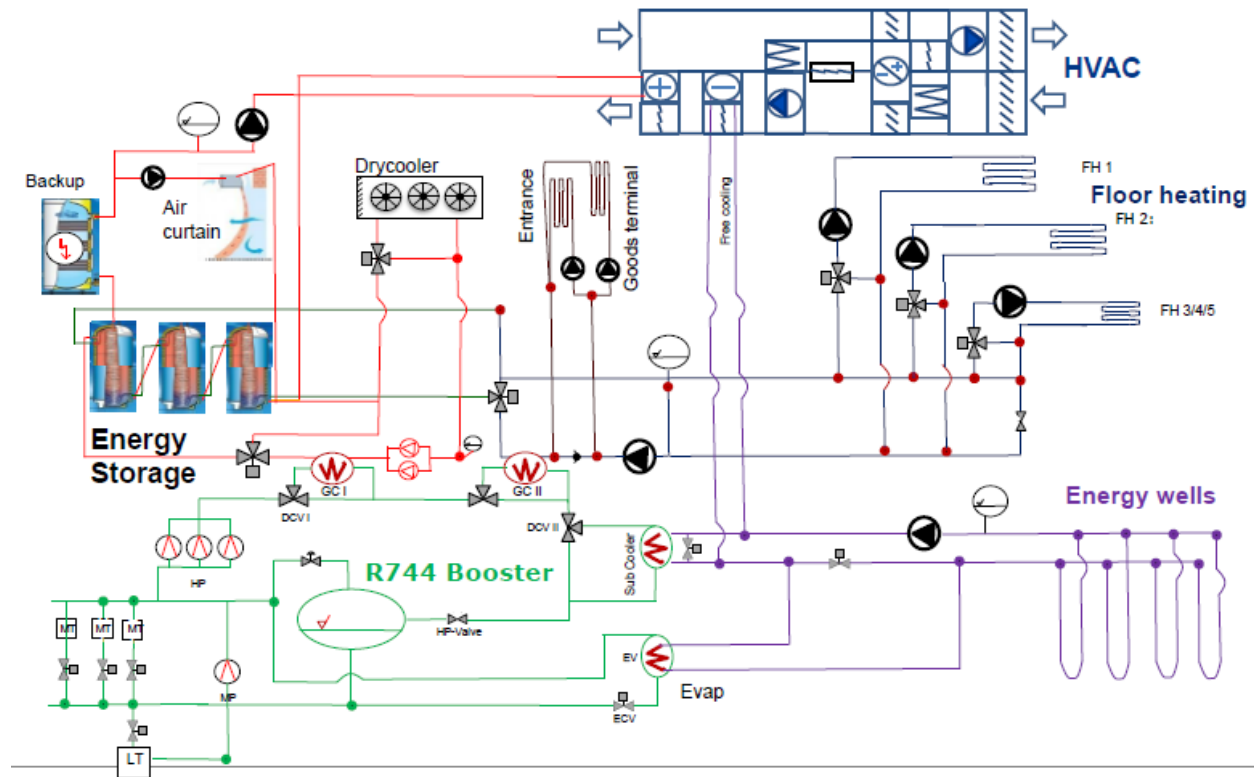 HVAC
Drycooler
Backup
Air
curtain
Entrance
Goods terminal
Free cooling
FH 1
Floor heating
FH 2:
FH 3/4/5
Energy
Storage
GC I
GC II
DCV I
DCV II
Sub Cooler
Energy wells
HP
R744 Booster
HP-Valve
MT
MT
MT
MP
EV
Evap
ECV
LT